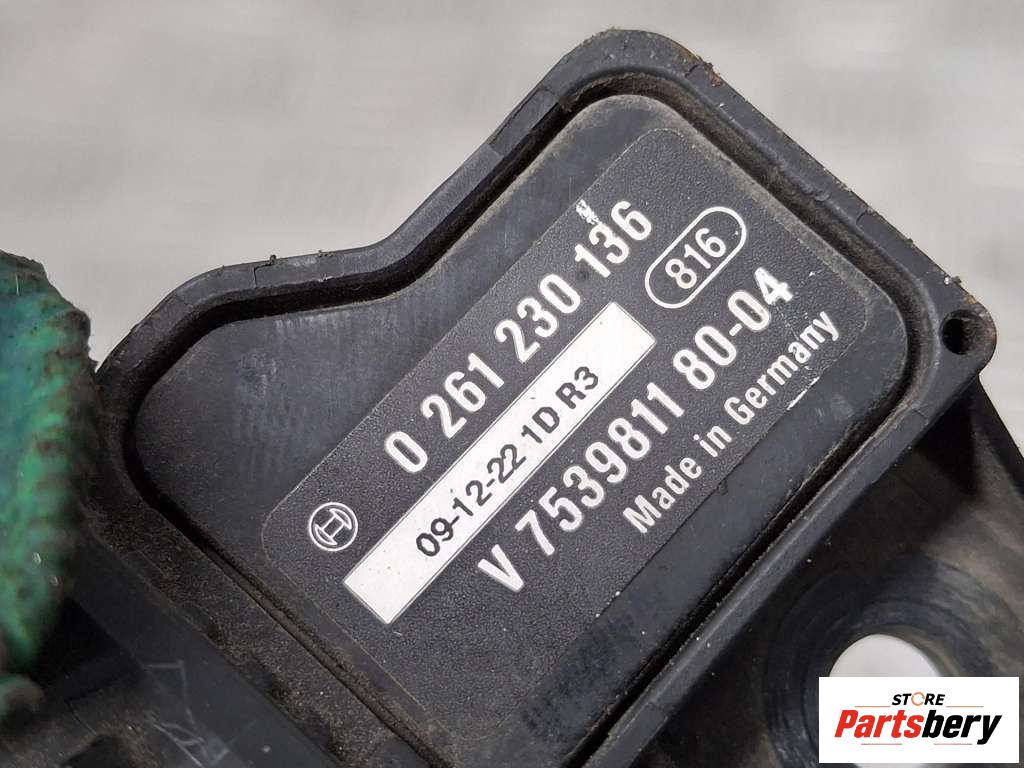 0 261 230 136
816
09-12-22 1D R3
V 7539811 80-04
Made in Germany
STORE
Partsbery